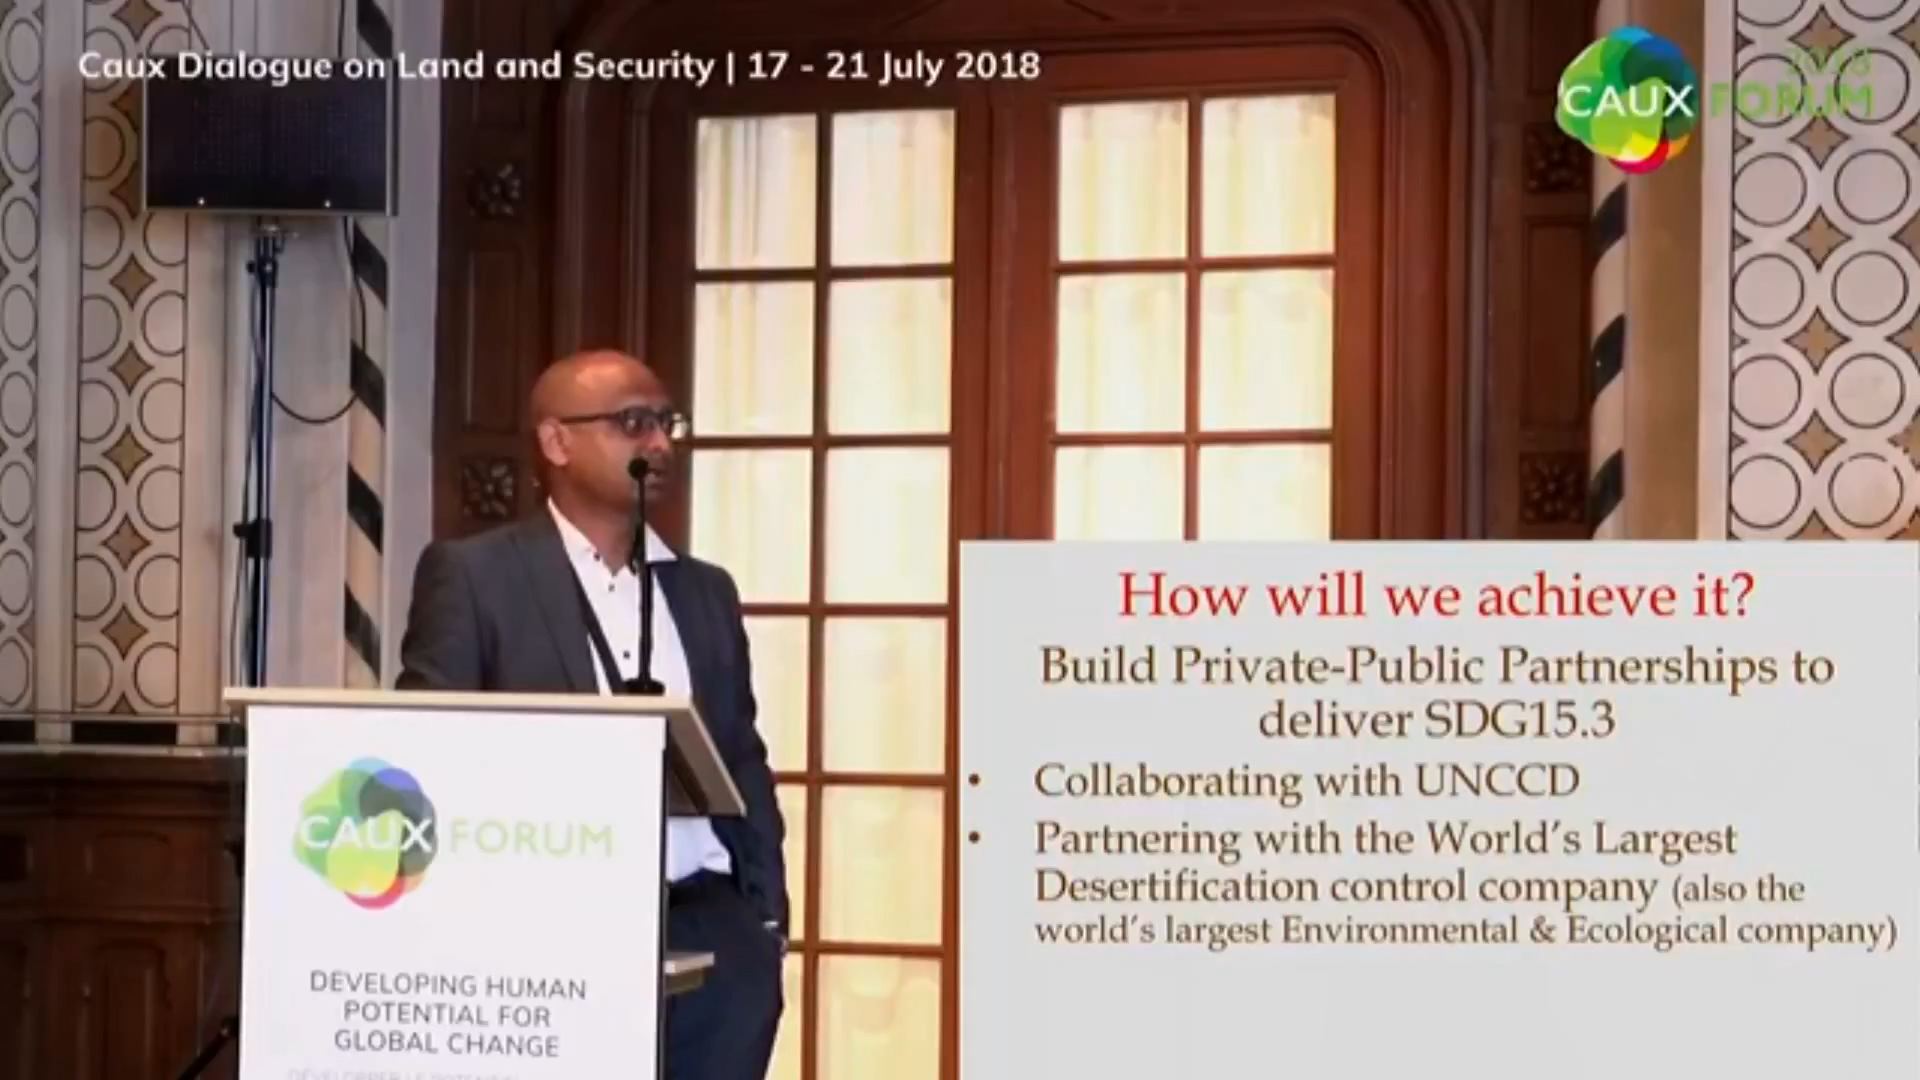 Caux Dialogue on Land and Security | 17 - 21 July 2018
2018
CAUX FORUM
How will we achieve it?
Build Private-Public Partnerships to
deliver SDG15.3
• Collaborating with UNCCD
• Partnering with the World's Largest
Desertification control company (also the
world's largest Environmental & Ecological company)
CAUX FORUM
DEVELOPING HUMAN
POTENTIAL FOR
GLOBAL CHANGE